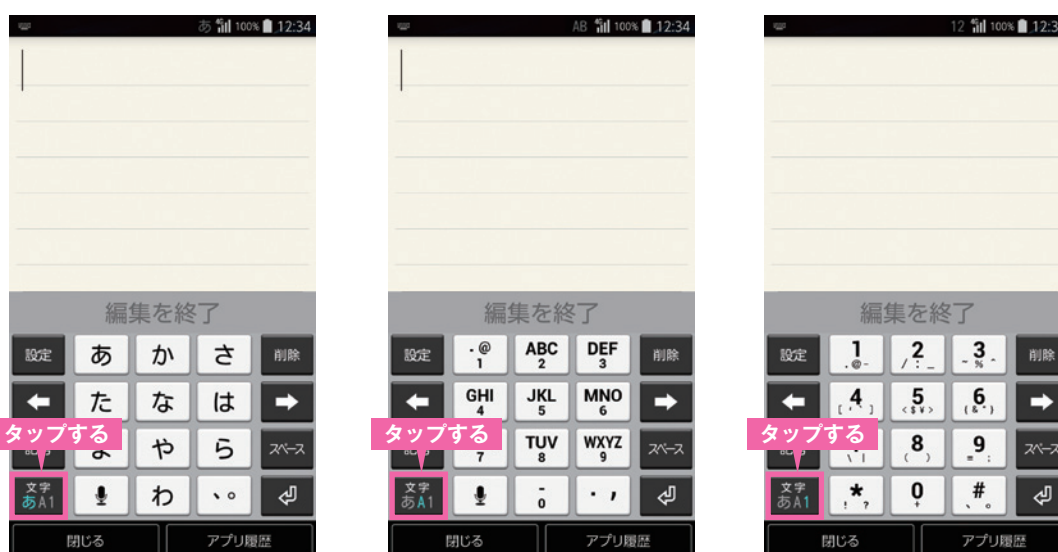 あ 100% 12:34
編集を終了
設定 あ か さ 削除
た な は
タップする
や ら スペース
文字
あA1 わ 、。
閉じる アプリ履歴
AB 100% 12:34
編集を終了
設定 .@ ABC DEF 削除
1 2 3
GHI JKL MNO
4 5 6
タップする
TUV WXYZ スペース
7 8 9
文字
あA1 - . ,
0
閉じる アプリ履歴
12 100% 12:3
編集を終了
設定 1 2 3 削除
.@- / : _ ~ %
4 5 6
[ ' ` ] < $ ¥ > { & ^ }
タップする
8 9 スペース
\ | ( ) = ;
文字
あA1 * 0 #
! ? + 、 。
閉じる アプリ履歴